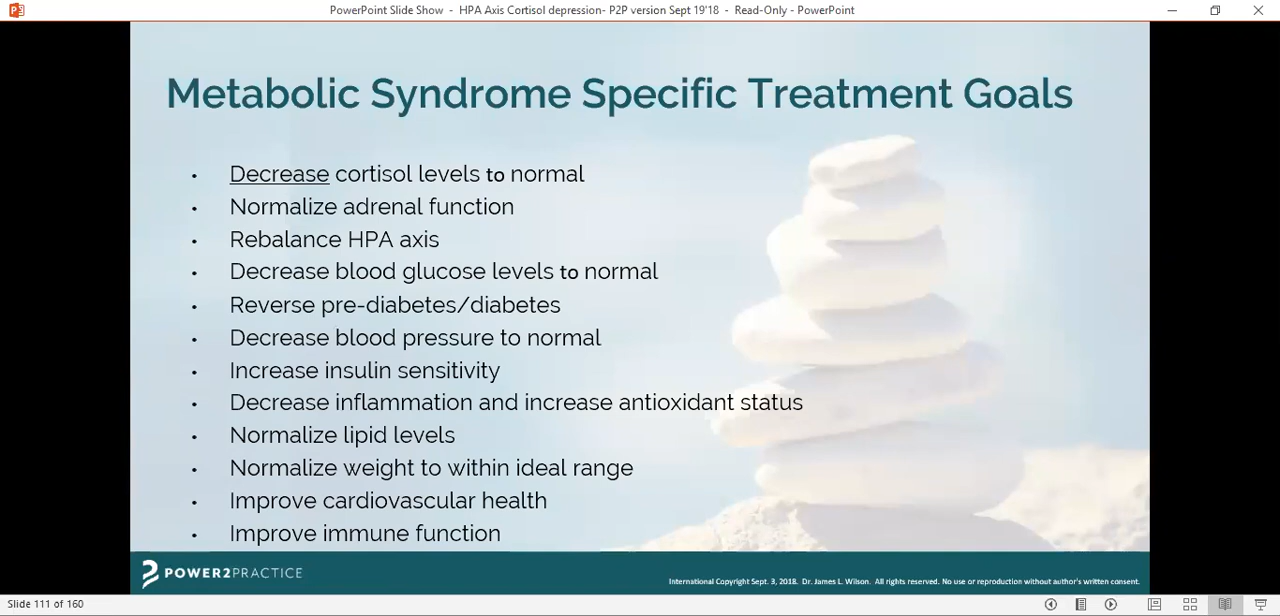 PowerPoint Slide Show - HPA Axis Cortisol depression- P2P version Sept 19'18 - Read-Only - PowerPoint
Metabolic Syndrome Specific Treatment Goals
• Decrease cortisol levels to normal
• Normalize adrenal function
• Rebalance HPA axis
• Decrease blood glucose levels to normal
• Reverse pre-diabetes/diabetes
• Decrease blood pressure to normal
• Increase insulin sensitivity
• Decrease inflammation and increase antioxidant status
• Normalize lipid levels
• Normalize weight to within ideal range
• Improve cardiovascular health
• Improve immune function
POWER2PRACTICE
International Copyright Sept. 3, 2018. Dr. James L. Wilson. All rights reserved. No use or reproduction without author's written consent.
Slide 111 of 160